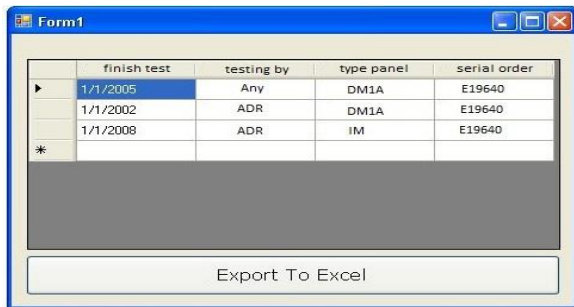 Form1
finish test testing by type panel serial order
1/1/2005 Any DM1A E19640
1/1/2002 ADR DM1A E19640
1/1/2008 ADR IM E19640
Export To Excel